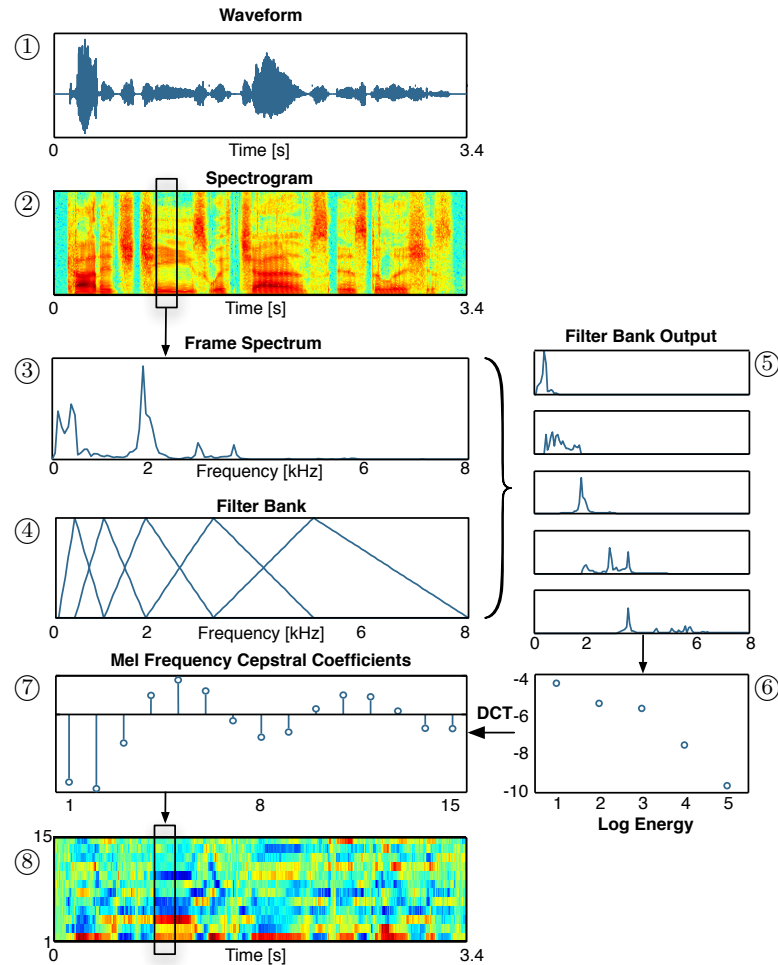 Waveform
①
0 Time [s] 3.4
Spectrogram
②
0 Time [s] 3.4
Frame Spectrum
③
0 2 Frequency [kHz] 6 8
Filter Bank
④
0 2 Frequency [kHz] 6 8
Filter Bank Output
⑤
0 2 6 8
⑥
-4
-6
-8
-10
1 2 3 4 5
Log Energy
DCT
Mel Frequency Cepstral Coefficients
⑦
1 8 15
⑧
15
1
0 Time [s] 3.4